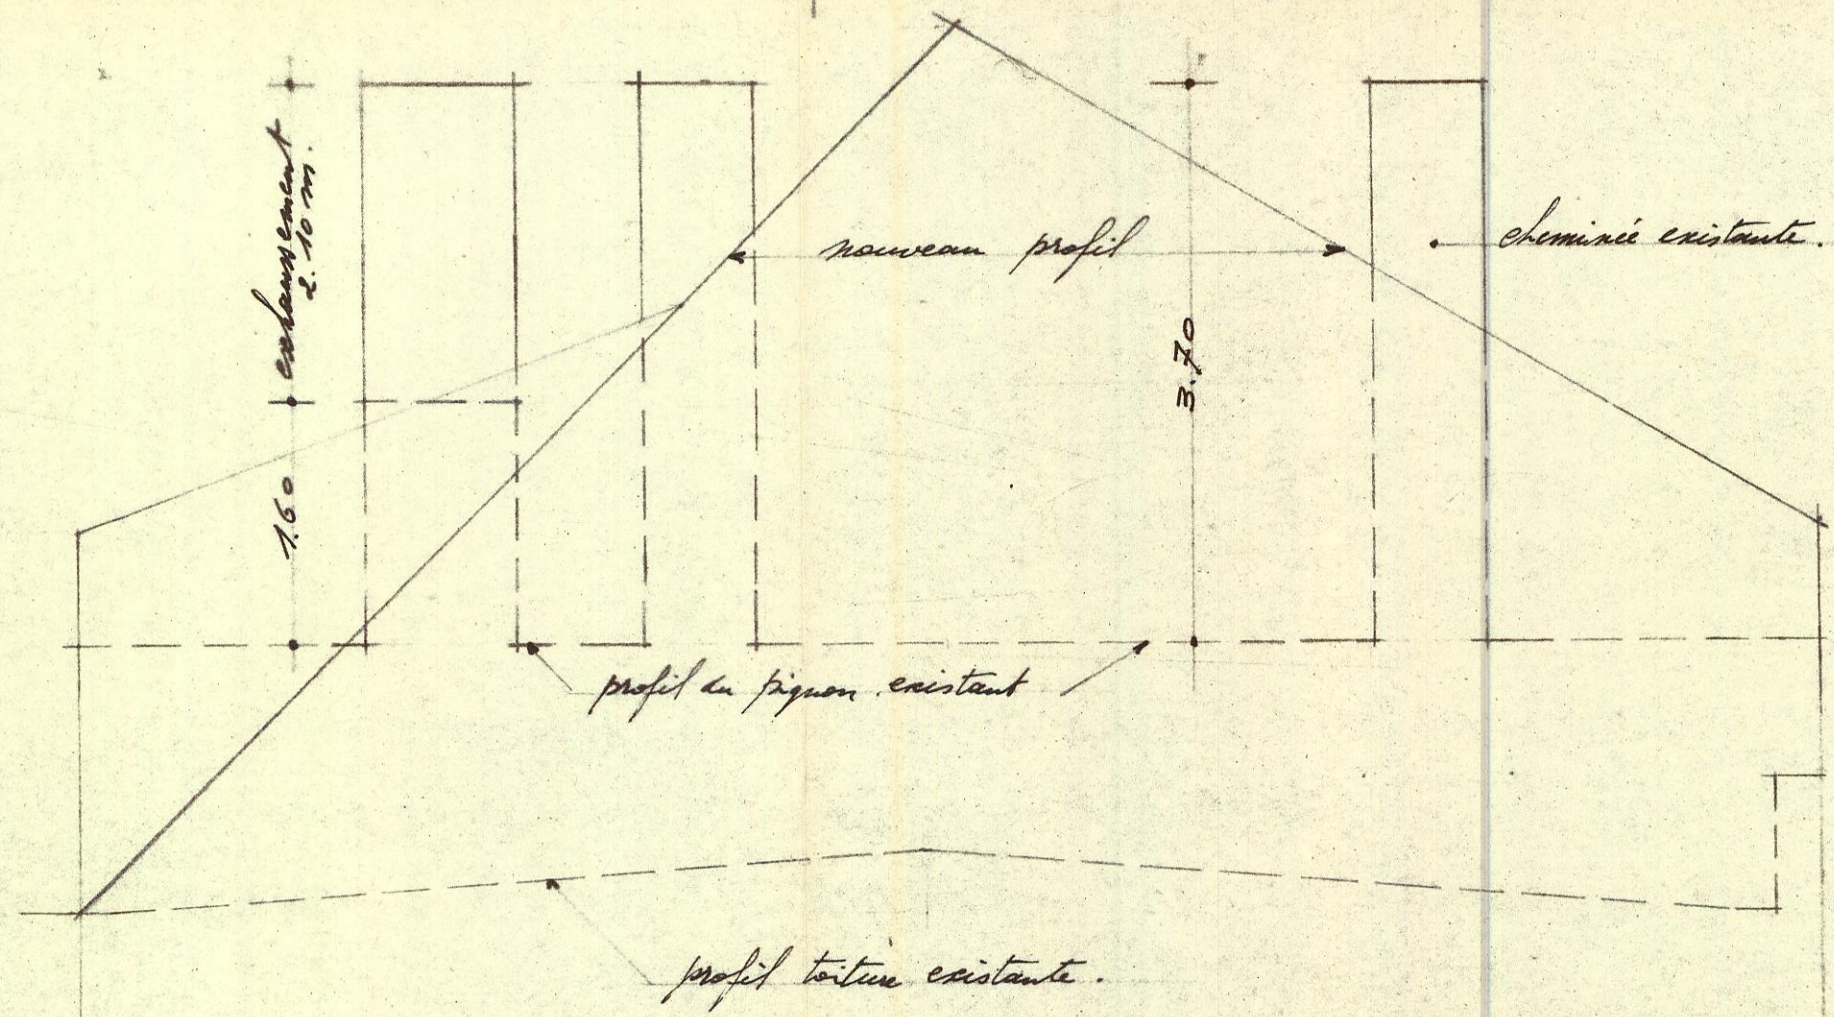 exhaussement
2.10 m.
1.60
nouveau profil
3.70
cheminée existante.
profil du pignon existant
profil toiture existante.